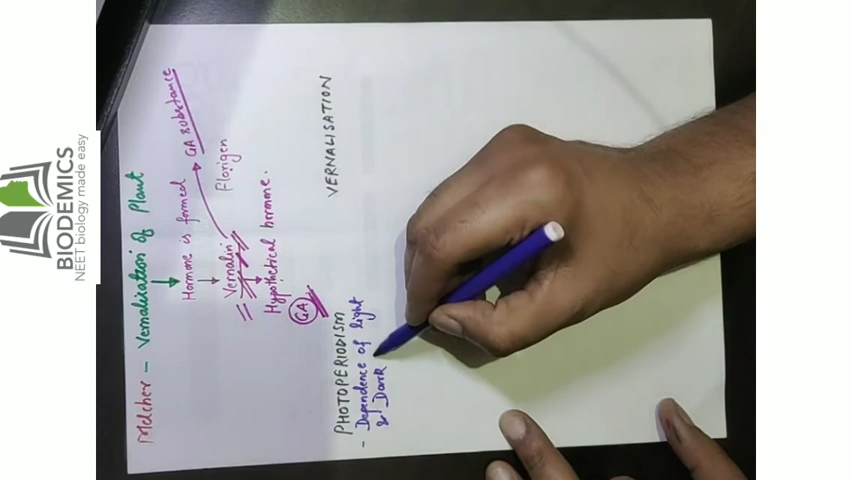 BIODEMICS
NEET biology made easy
Melcher - Vernalication of Plant
Hormone is formed
Vernalin → GA substance
Florigen
= Hypothetical hormone.
GA
PHOTOPERIODISM
VERNALISATION
- Dependence of light
& Dark